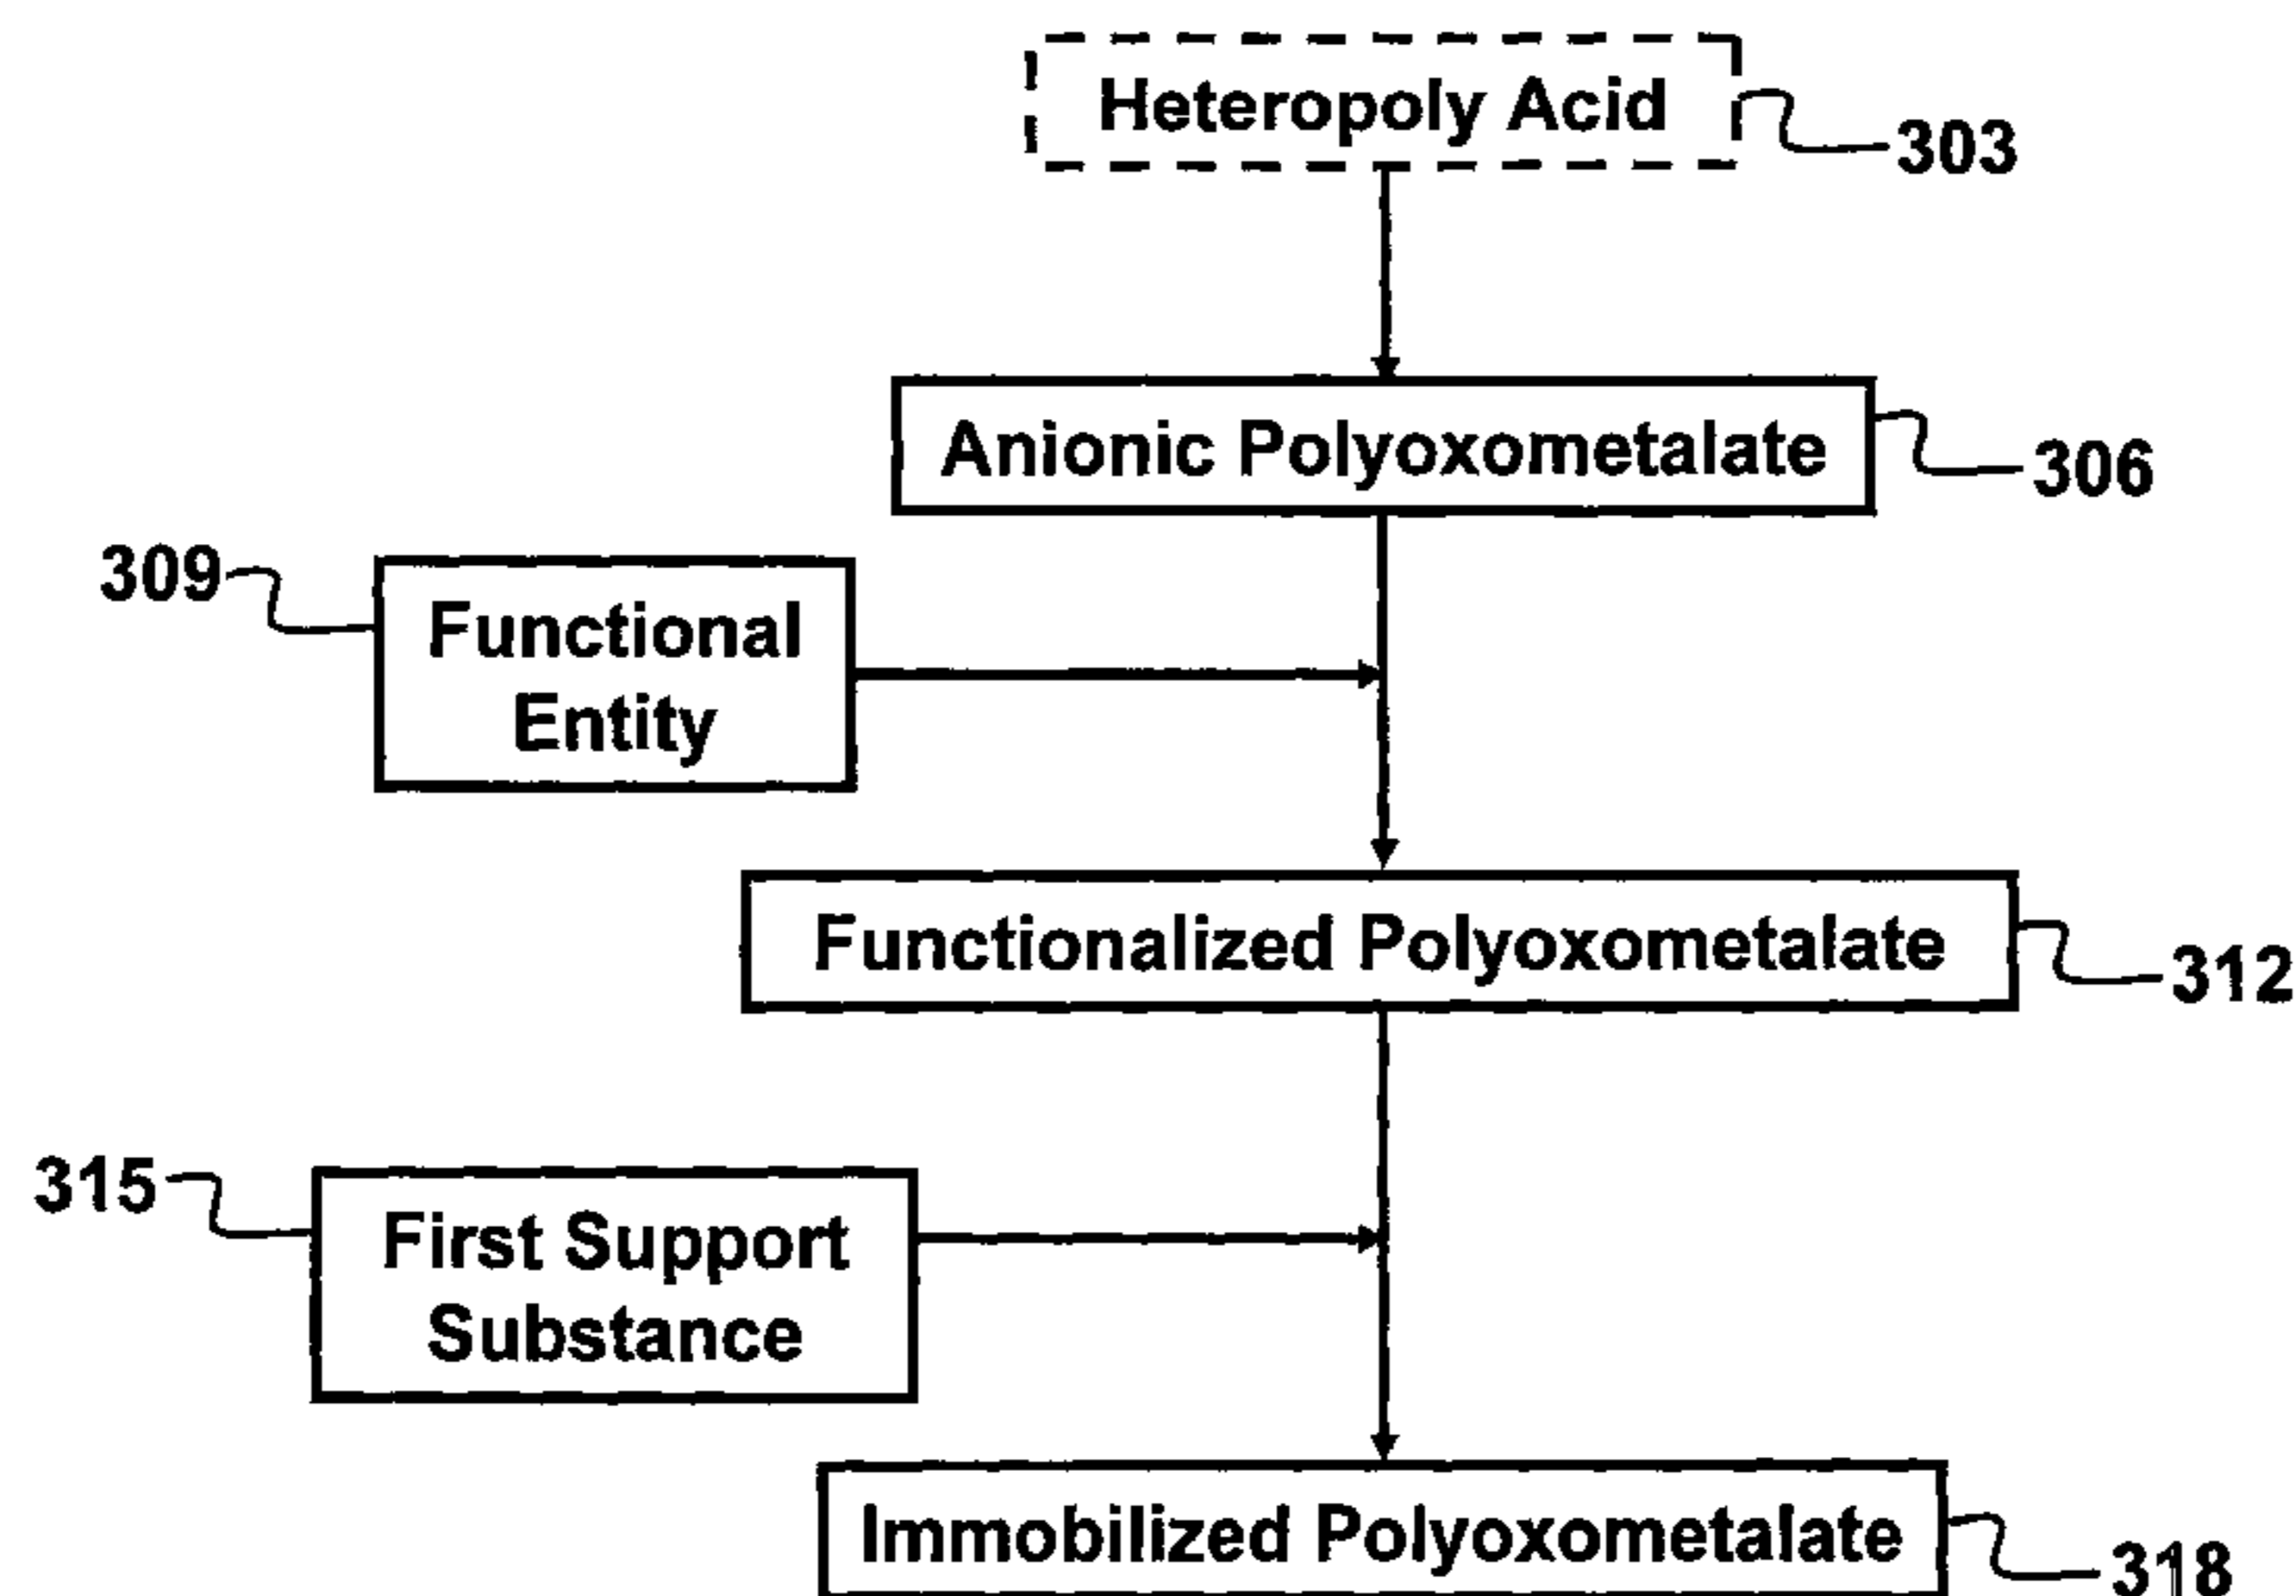 Heteropoly Acid
303
Anionic Polyoxometalate
306
309
Functional
Entity
Functionalized Polyoxometalate
312
315
First Support
Substance
Immobilized Polyoxometalate
318